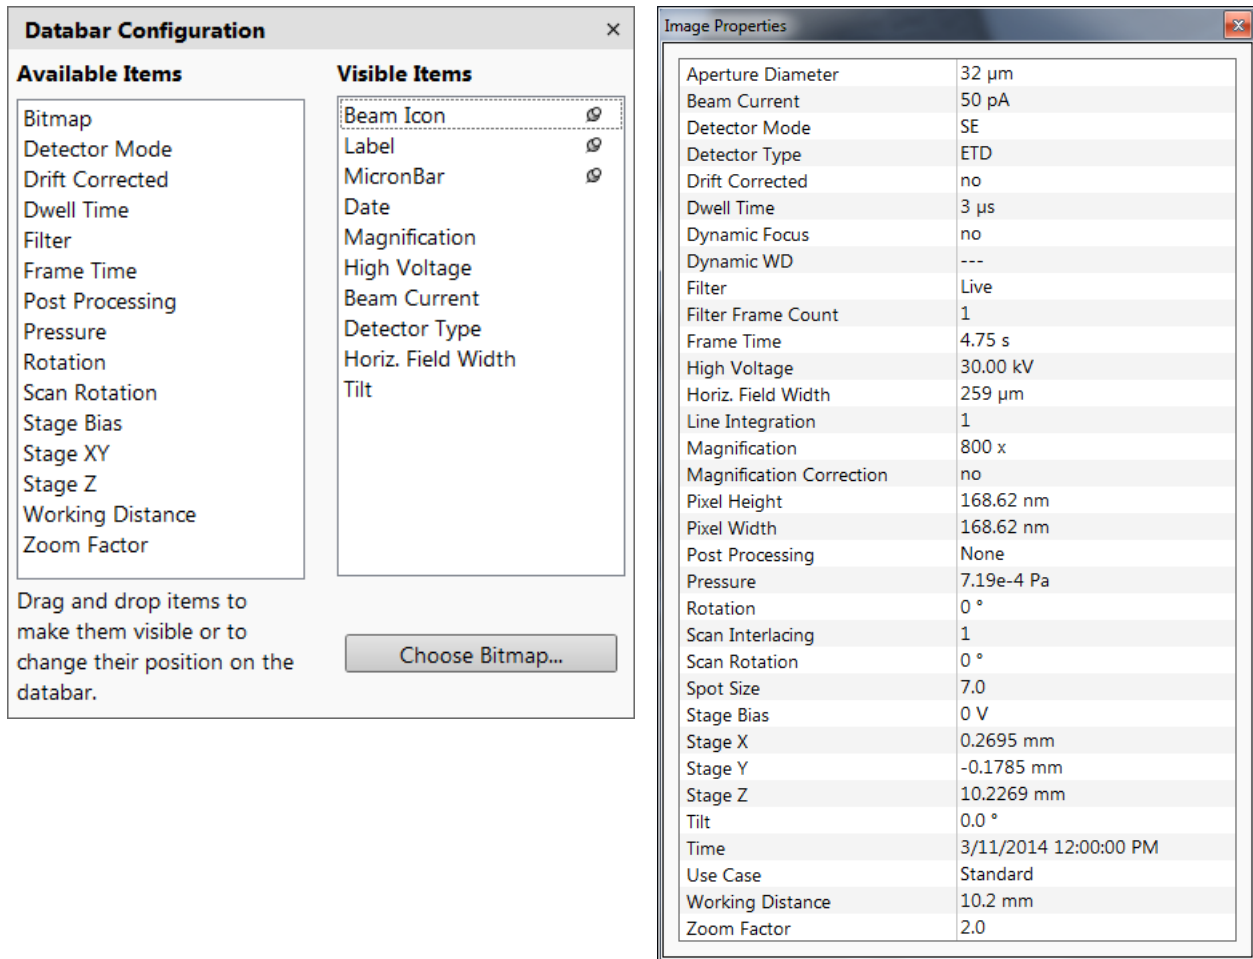 Databar Configuration ×
Available Items
Bitmap
Detector Mode
Drift Corrected
Dwell Time
Filter
Frame Time
Post Processing
Pressure
Rotation
Scan Rotation
Stage Bias
Stage XY
Stage Z
Working Distance
Zoom Factor
Visible Items
Beam Icon
Label
MicronBar
Date
Magnification
High Voltage
Beam Current
Detector Type
Horiz. Field Width
Tilt
Drag and drop items to
make them visible or to
change their position on the
databar.
Choose Bitmap...
Image Properties
Aperture Diameter 32 µm
Beam Current 50 pA
Detector Mode SE
Detector Type ETD
Drift Corrected no
Dwell Time 3 µs
Dynamic Focus no
Dynamic WD ---
Filter Live
Filter Frame Count 1
Frame Time 4.75 s
High Voltage 30.00 kV
Horiz. Field Width 259 µm
Line Integration 1
Magnification 800 x
Magnification Correction no
Pixel Height 168.62 nm
Pixel Width 168.62 nm
Post Processing None
Pressure 7.19e-4 Pa
Rotation 0 °
Scan Interlacing 1
Scan Rotation 0 °
Spot Size 7.0
Stage Bias 0 V
Stage X 0.2695 mm
Stage Y -0.1785 mm
Stage Z 10.2269 mm
Tilt 0.0 °
Time 3/11/2014 12:00:00 PM
Use Case Standard
Working Distance 10.2 mm
Zoom Factor 2.0